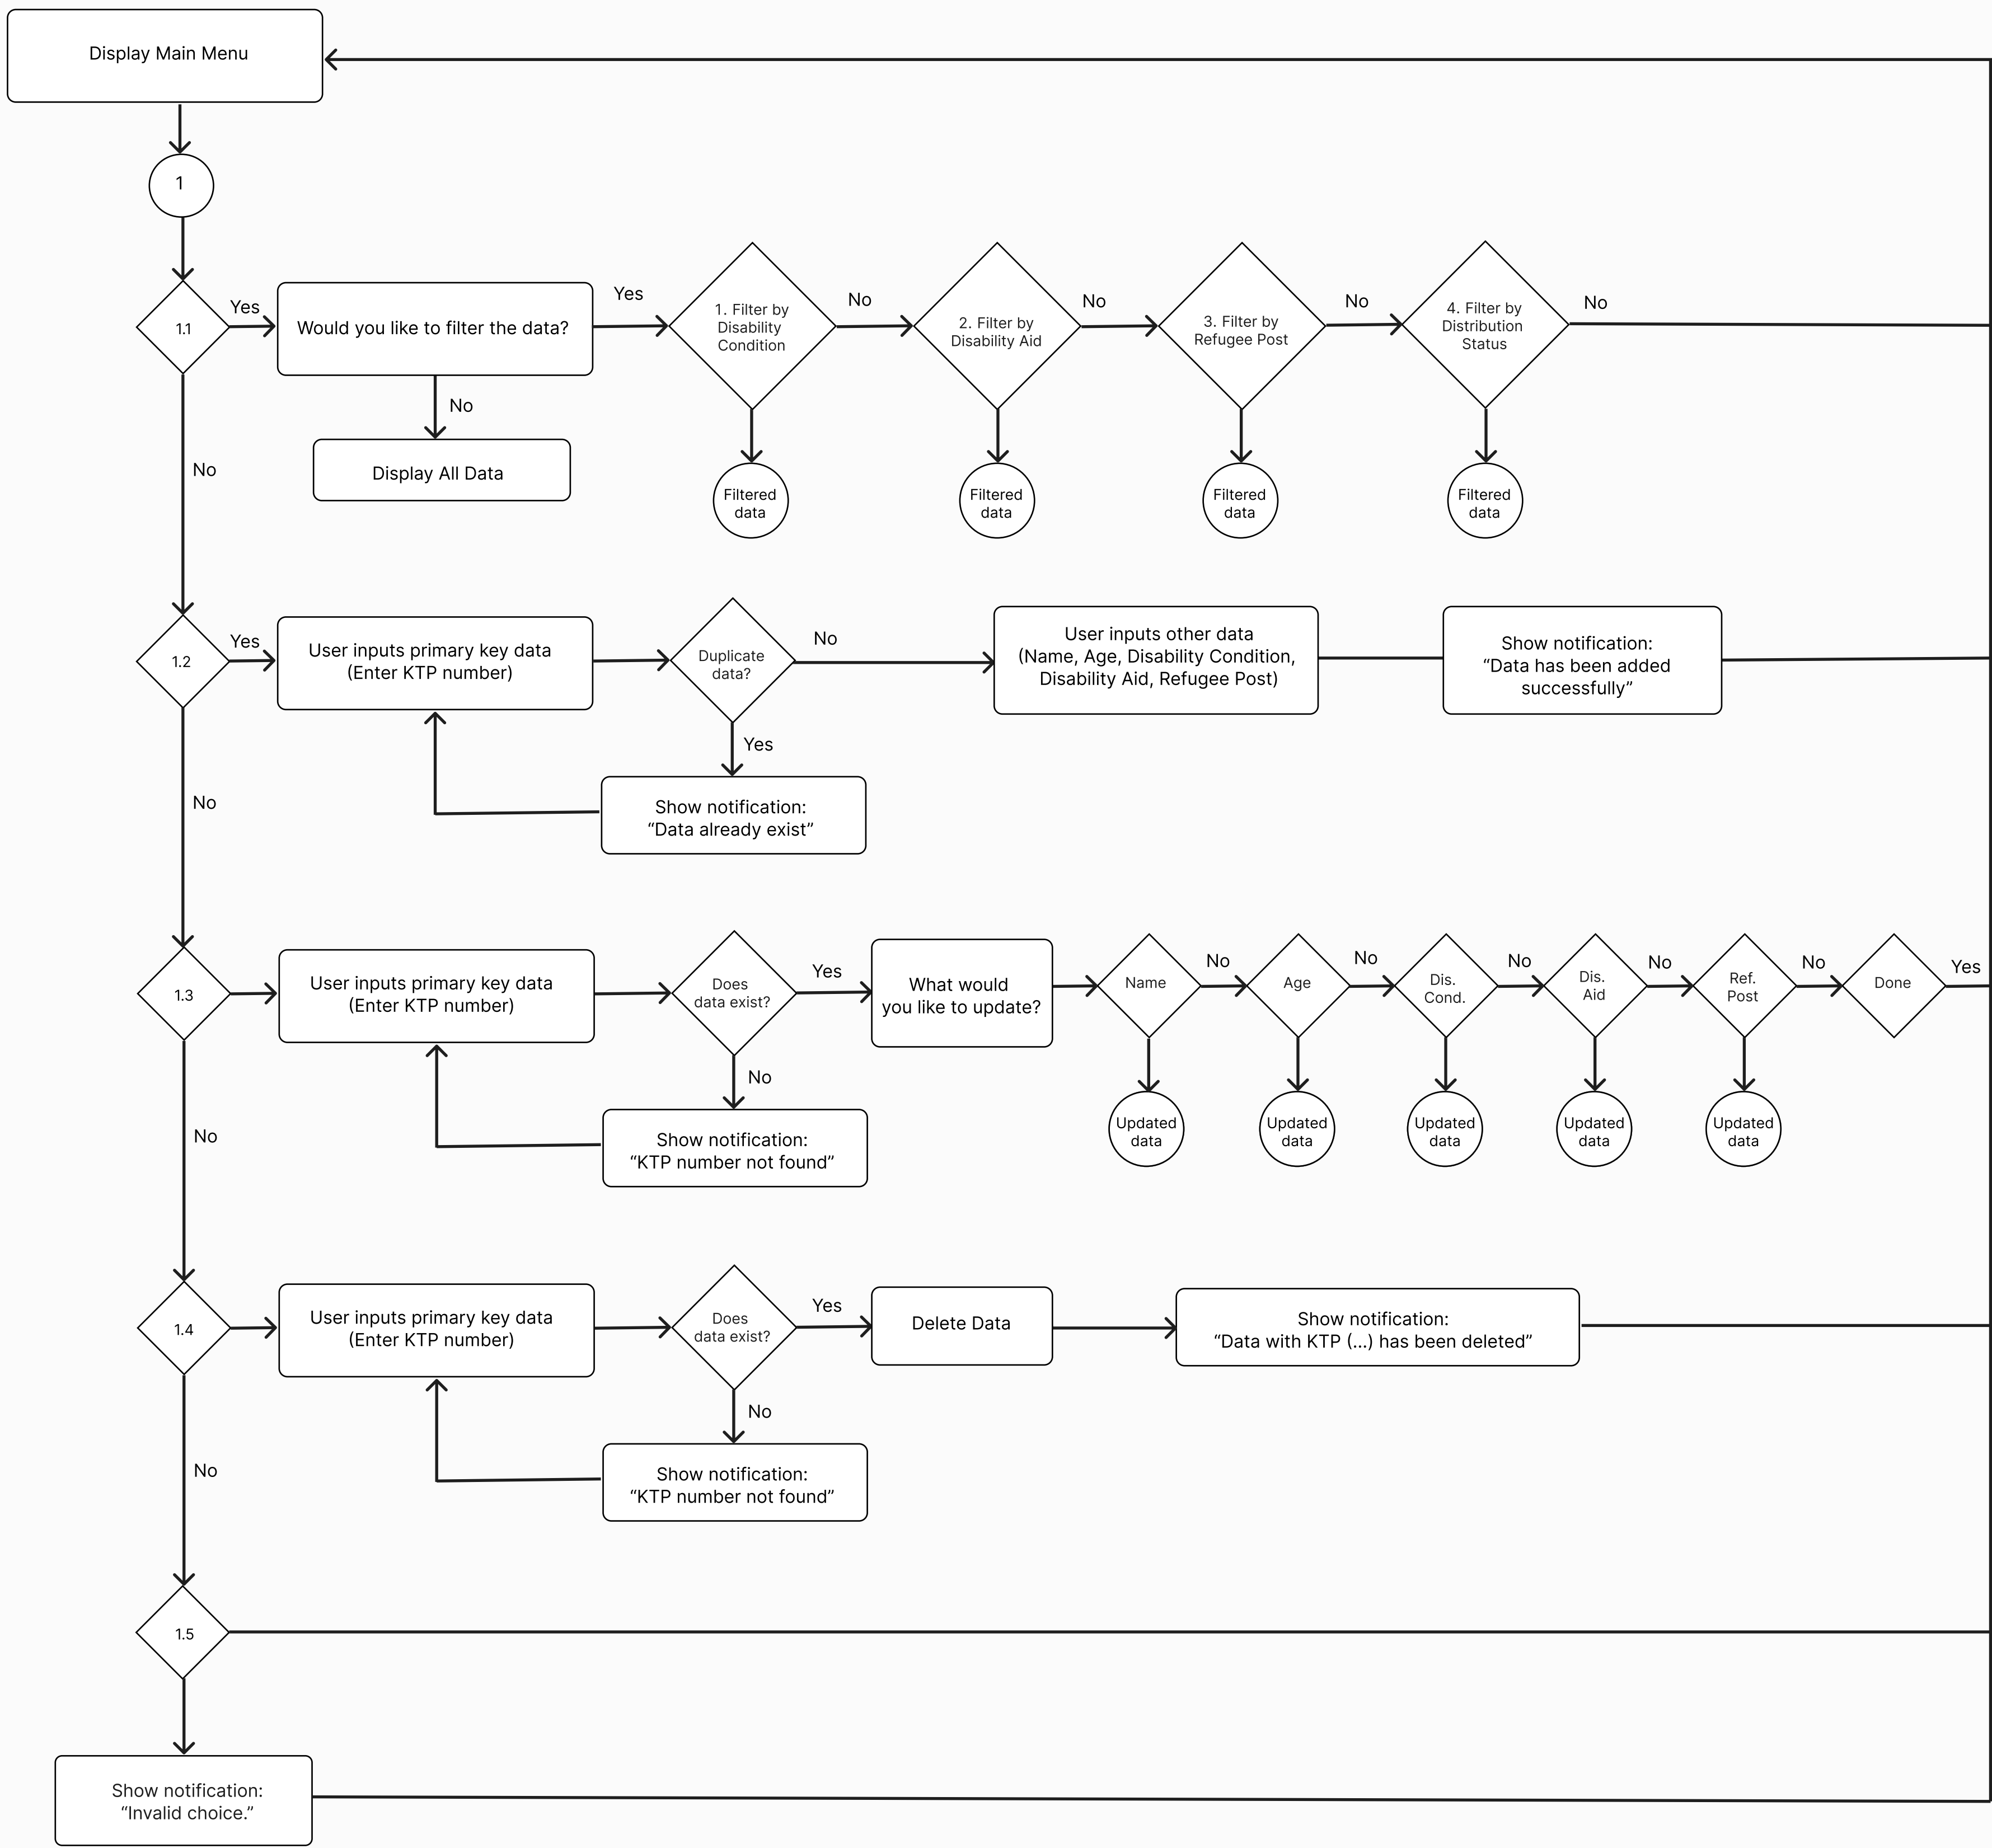 Display Main Menu
1
1.1
Yes
Would you like to filter the data?
Yes
1. Filter by
Disability
Condition
No
2. Filter by
Disability Aid
No
3. Filter by
Refugee Post
No
4. Filter by
Distribution
Status
No
No
Display All Data
No
Filtered
data
Filtered
data
Filtered
data
Filtered
data
1.2
Yes
User inputs primary key data
(Enter KTP number)
Duplicate
data?
No
User inputs other data
(Name, Age, Disability Condition,
Disability Aid, Refugee Post)
Show notification:
“Data has been added
successfully”
Yes
Show notification:
“Data already exist”
No
1.3
User inputs primary key data
(Enter KTP number)
Does
data exist?
Yes
What would
you like to update?
Name
No
Age
No
Dis.
Cond.
No
Dis.
Aid
No
Ref.
Post
No
Done
Yes
No
Show notification:
“KTP number not found”
Updated
data
Updated
data
Updated
data
Updated
data
Updated
data
No
1.4
User inputs primary key data
(Enter KTP number)
Does
data exist?
Yes
Delete Data
Show notification:
“Data with KTP (...) has been deleted”
No
Show notification:
“KTP number not found”
No
1.5
Show notification:
“Invalid choice.”